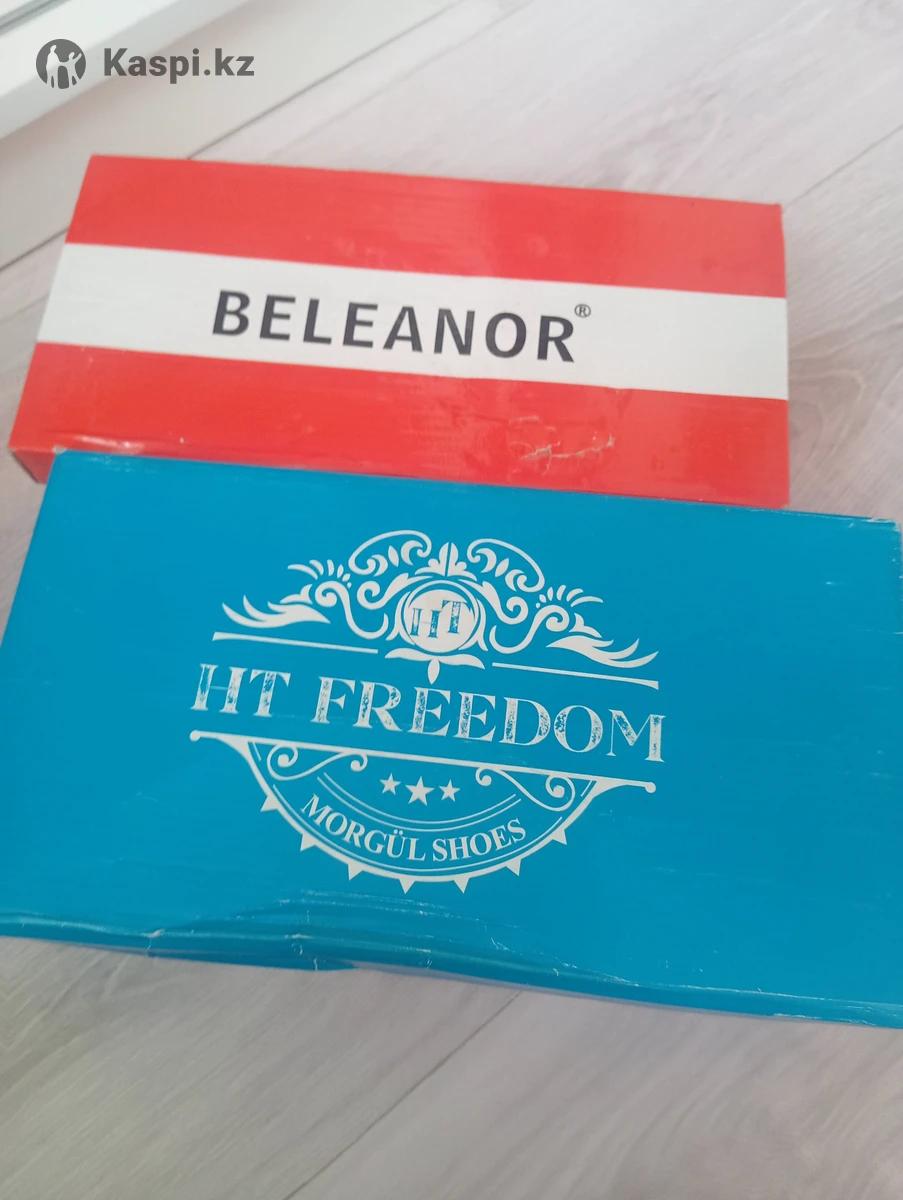 Kaspi.kz
BELEANOR®
HT
HT FREEDOM
MORGÜL SHOES